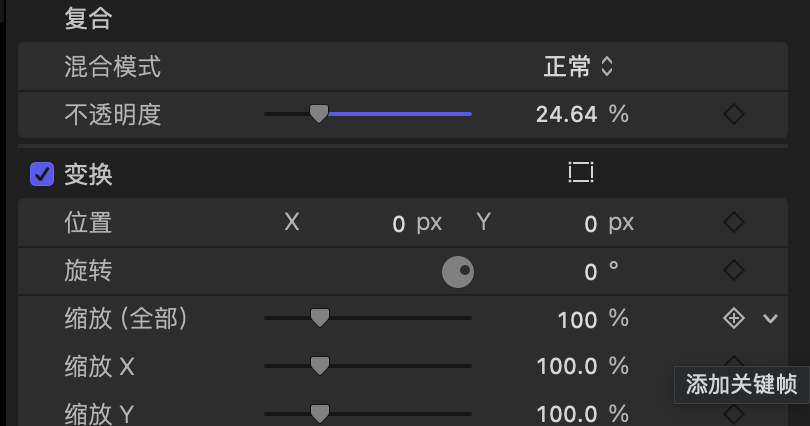 复合
混合模式 正常
不透明度 24.64 %
变换
位置 X 0 px Y 0 px
旋转 0 °
缩放 (全部) 100 %
缩放 X 100.0 %
添加关键帧
缩放 Y 100.0 %